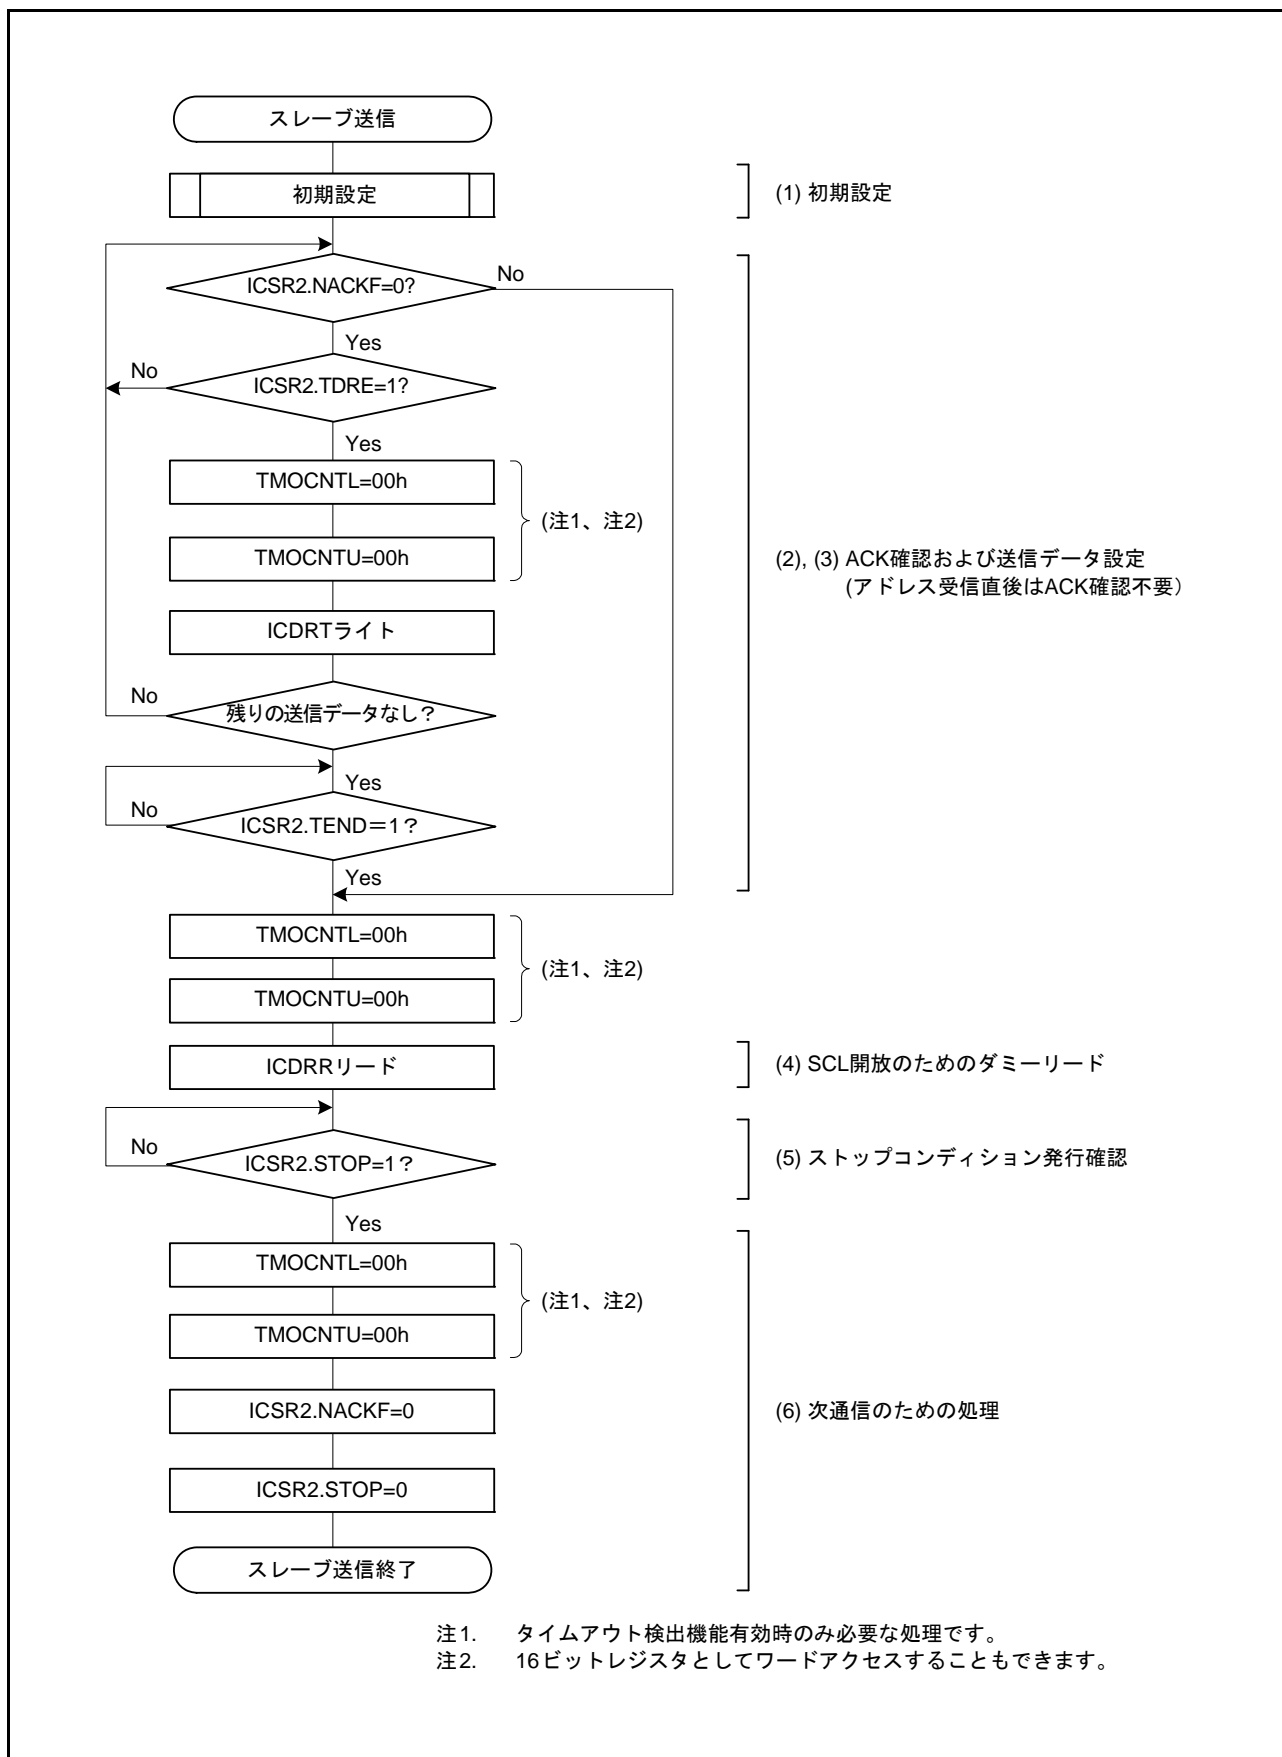 スレーブ送信
初期設定
(1) 初期設定
ICSR2.NACKF=0?
No
Yes
No
ICSR2.TDRE=1?
Yes
TMOCNTL=00h
(注1、注2)
TMOCNTU=00h
(2), (3) ACK確認および送信データ設定
(アドレス受信直後はACK確認不要）
ICDRTライト
No
残りの送信データなし？
Yes
No
ICSR2.TEND＝1？
Yes
TMOCNTL=00h
(注1、注2)
TMOCNTU=00h
ICDRRリード
(4) SCL開放のためのダミーリード
No
ICSR2.STOP=1？
(5) ストップコンディション発行確認
Yes
TMOCNTL=00h
(注1、注2)
TMOCNTU=00h
ICSR2.NACKF=0
(6) 次通信のための処理
ICSR2.STOP=0
スレーブ送信終了
注1. タイムアウト検出機能有効時のみ必要な処理です。
注2. 16ビットレジスタとしてワードアクセスすることもできます。